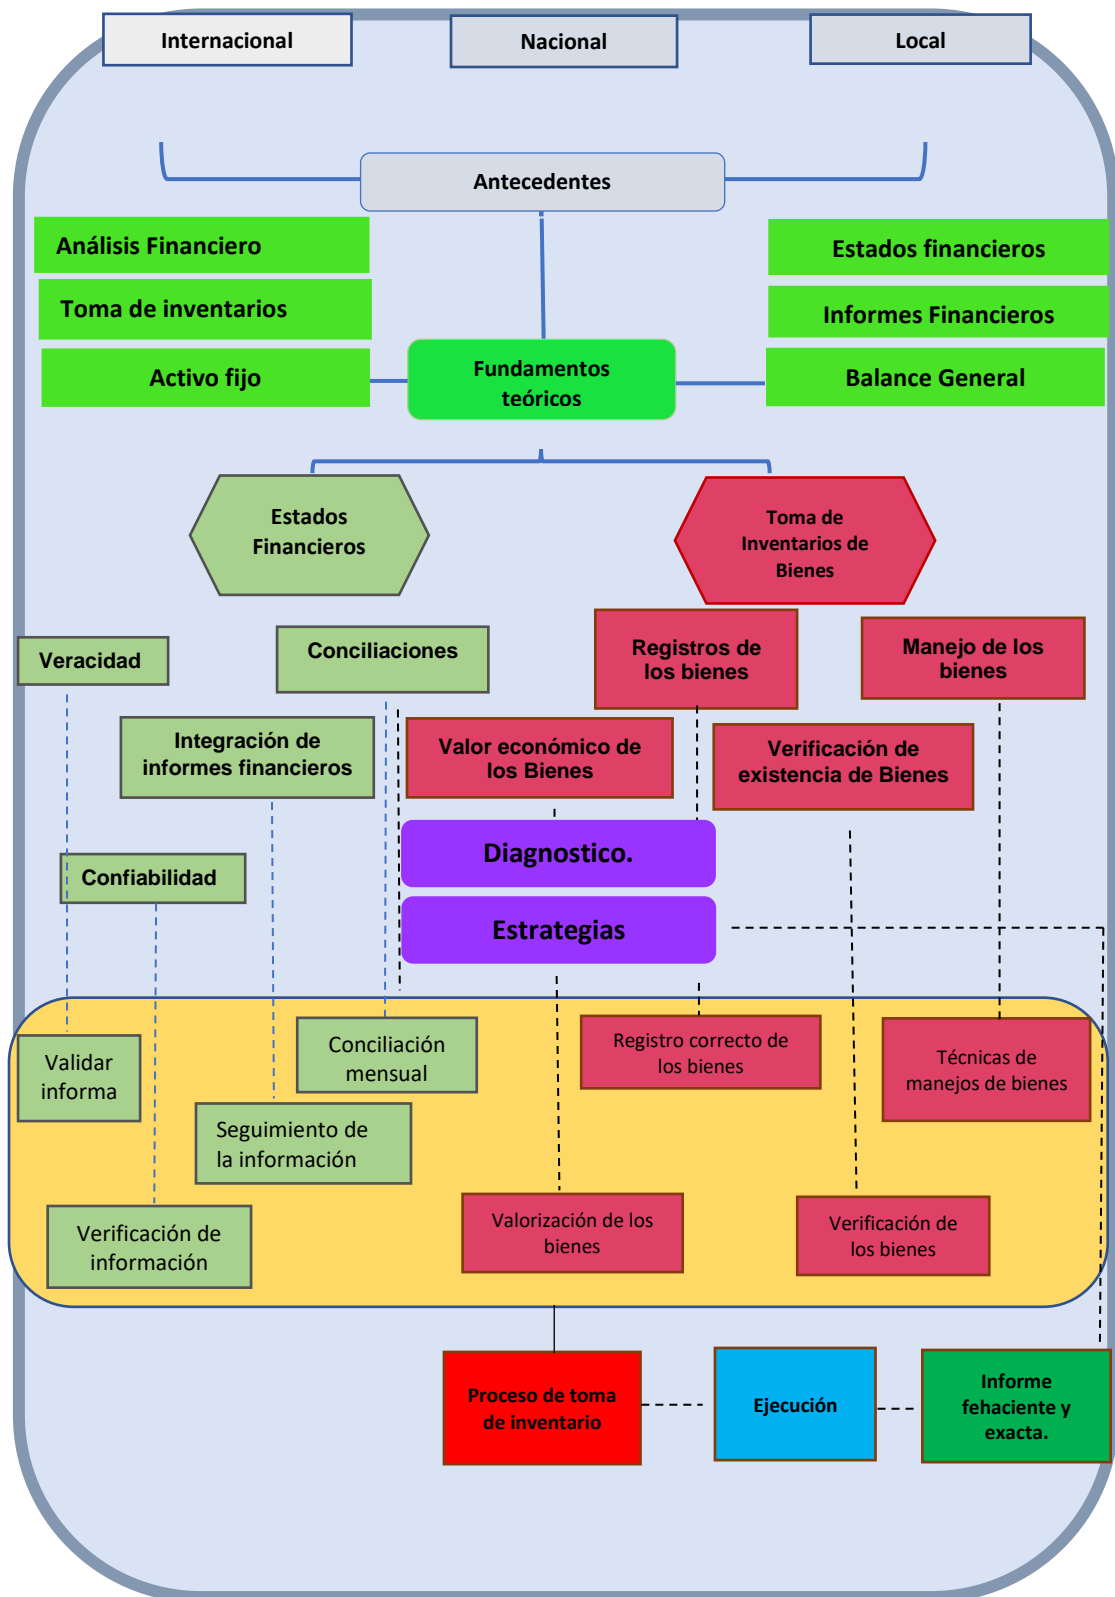 Internacional
Nacional
Local
Antecedentes
Análisis Financiero
Estados financieros
Toma de inventarios
Informes Financieros
Activo fijo
Fundamentos
teóricos
Balance General
Estados
Financieros
Toma de
Inventarios de
Bienes
Veracidad
Conciliaciones
Registros de
los bienes
Manejo de los
bienes
Integración de
informes financieros
Valor económico de
los Bienes
Verificación de
existencia de Bienes
Diagnostico.
Confiabilidad
Estrategias
Validar
informa
Conciliación
mensual
Registro correcto de
los bienes
Técnicas de
manejos de bienes
Seguimiento de
la información
Verificación de
información
Valorización de los
bienes
Verificación de
los bienes
Proceso de toma
de inventario
Ejecución
Informe
fehaciente y
exacta.